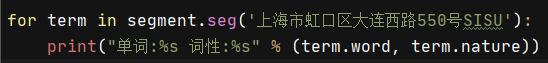 for term in segment.seg('上海市虹口区大连西路550号SISU'):
    print("单词:%s 词性:%s" % (term.word, term.nature))